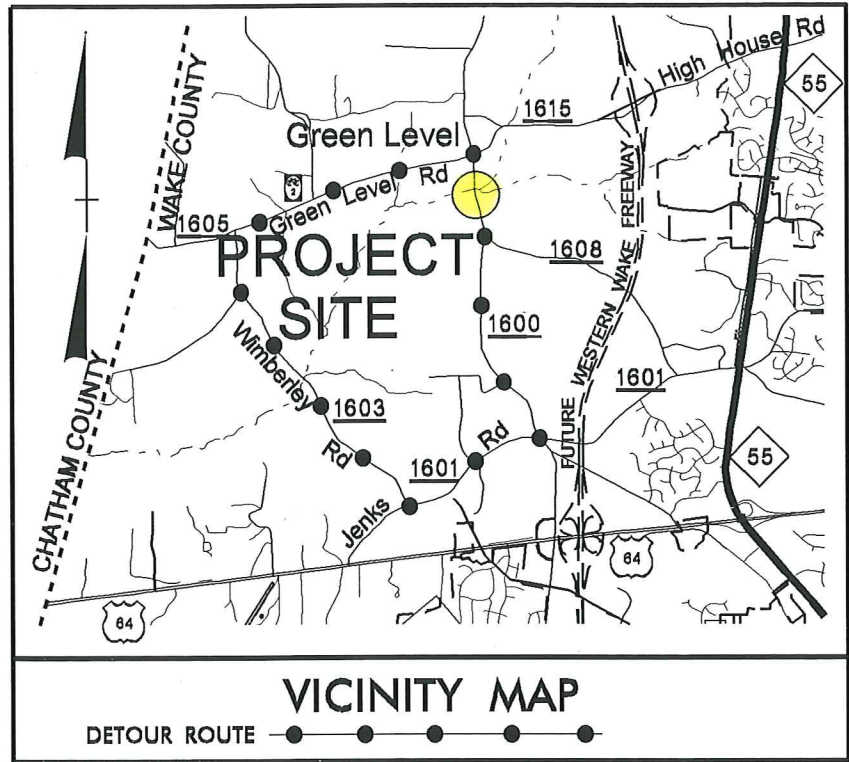 High House Rd
55
1615
Green Level
WAKE COUNTY
2
Green Level Rd
1605
WAKE FREEWAY
PROJECT
SITE
1608
1600
FUTURE WESTERN
Wimberley
Rd
1603
1601
1601
Jenks Rd
55
CHATHAM COUNTY
64
64
VICINITY MAP
DETOUR ROUTE